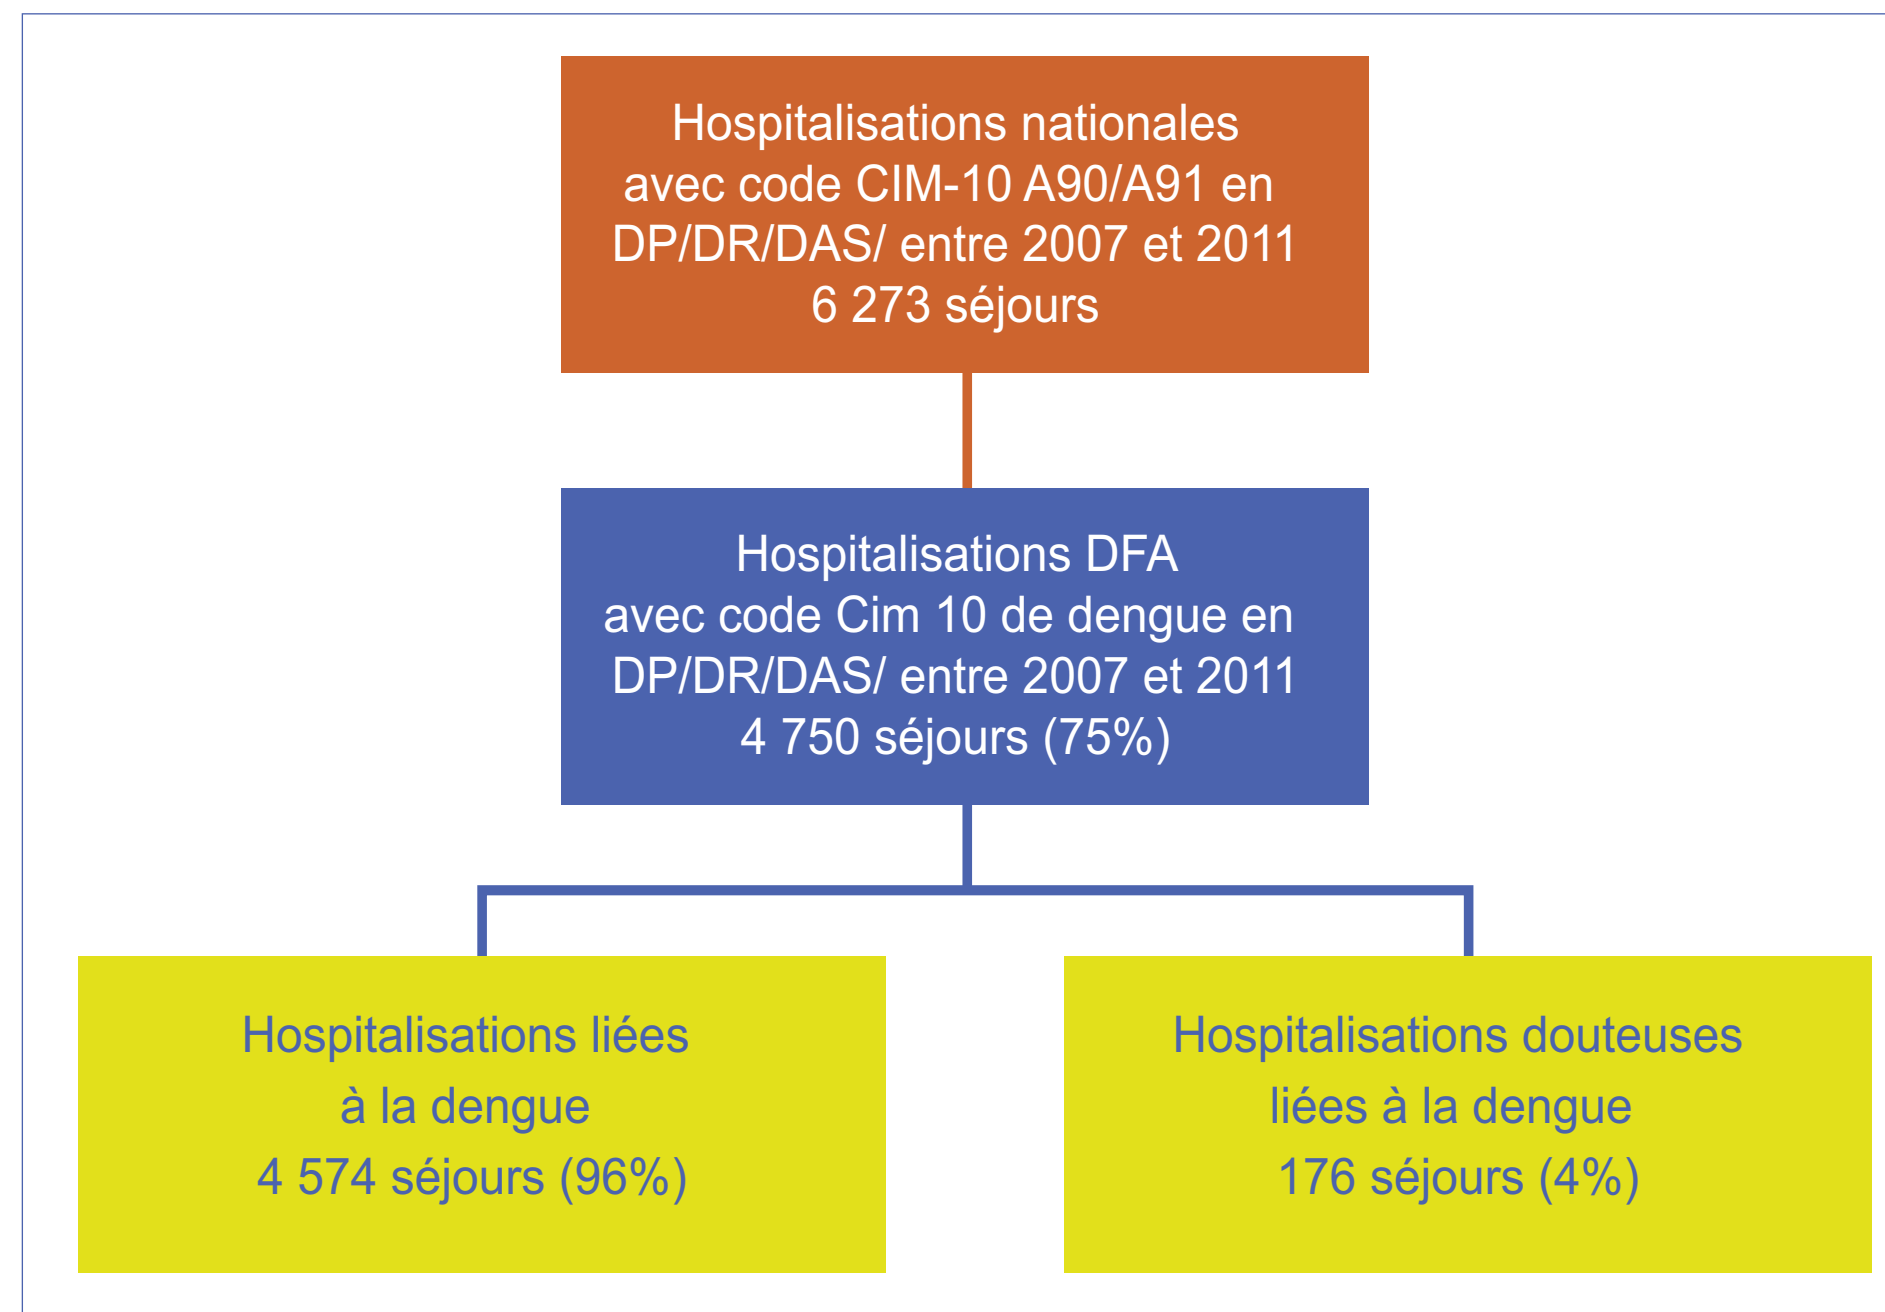 Hospitalisations nationales
avec code CIM-10 A90/A91 en
DP/DR/DAS/ entre 2007 et 2011
6 273 séjours
Hospitalisations DFA
avec code Cim 10 de dengue en
DP/DR/DAS/ entre 2007 et 2011
4 750 séjours (75%)
Hospitalisations liées
à la dengue
4 574 séjours (96%)
Hospitalisations douteuses
liées à la dengue
176 séjours (4%)